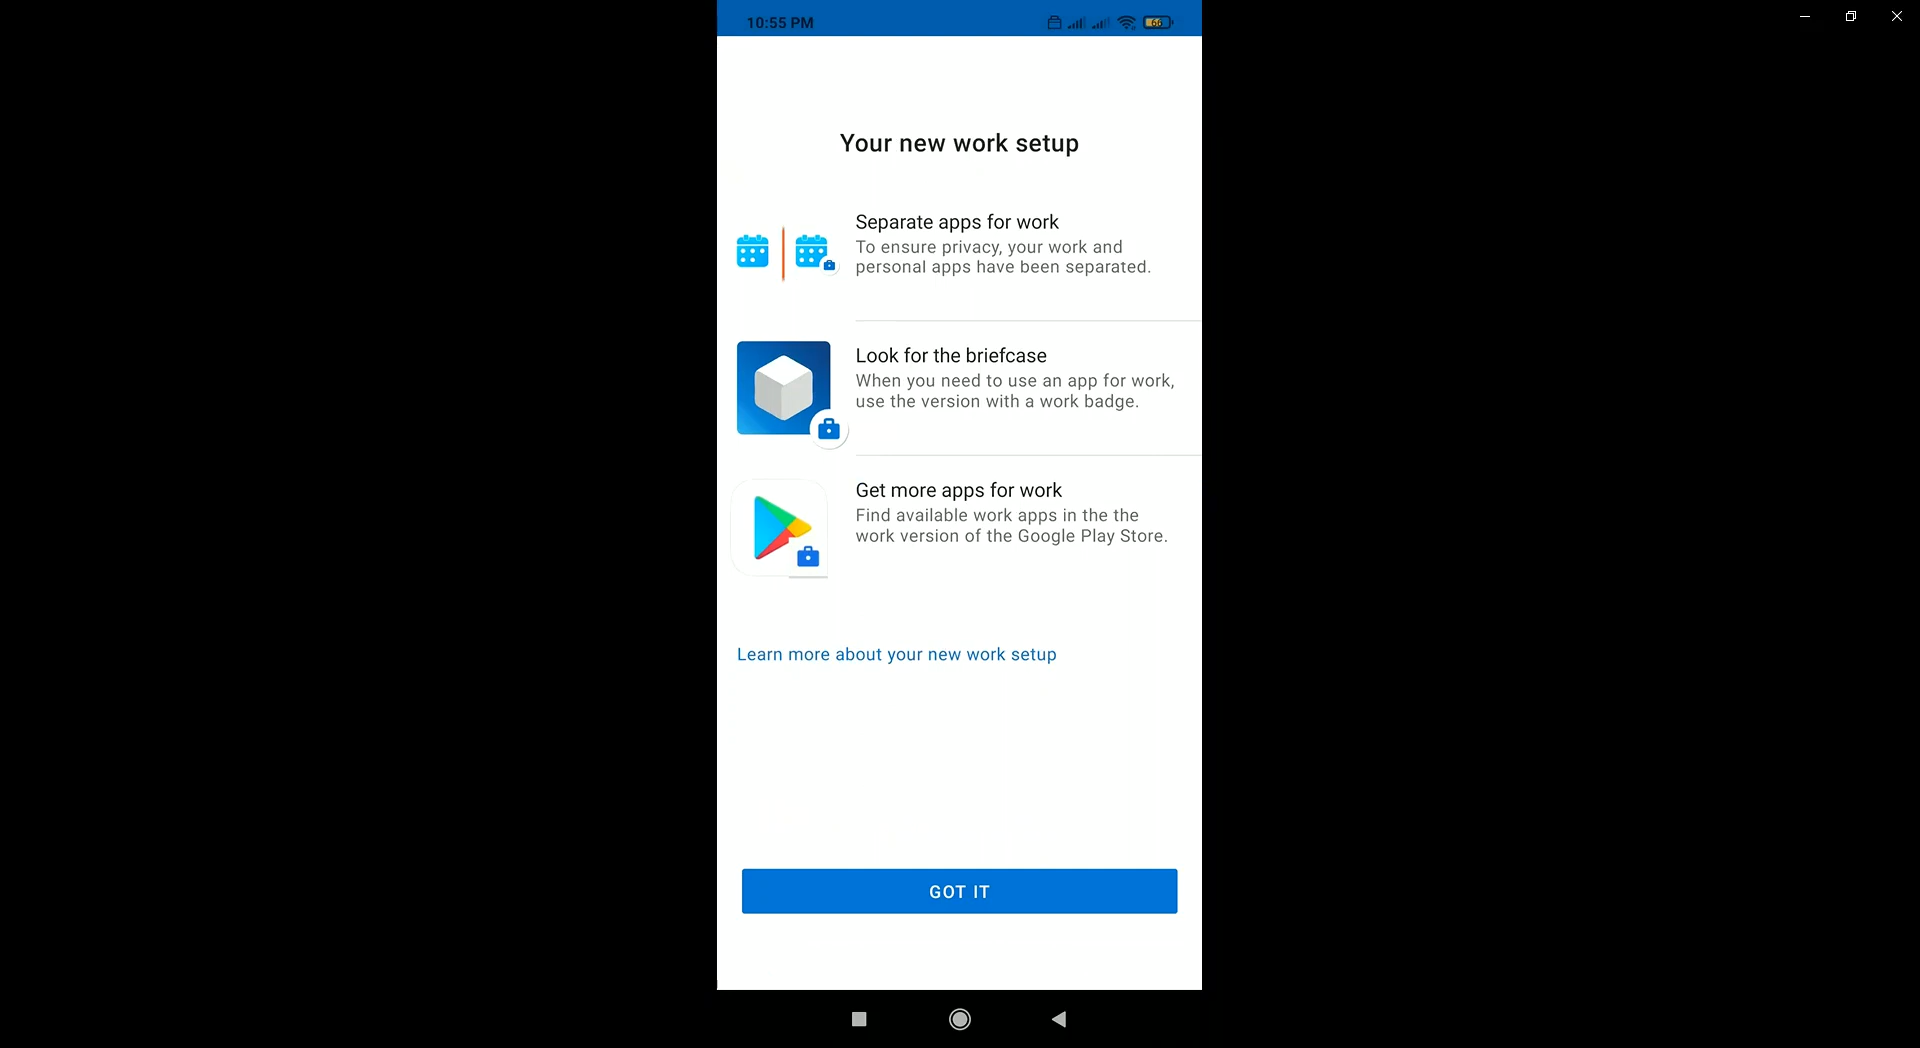 10:55 PM
66
Your new work setup
Separate apps for work
To ensure privacy, your work and
personal apps have been separated.
Look for the briefcase
When you need to use an app for work,
use the version with a work badge.
Get more apps for work
Find available work apps in the the
work version of the Google Play Store.
Learn more about your new work setup
GOT IT